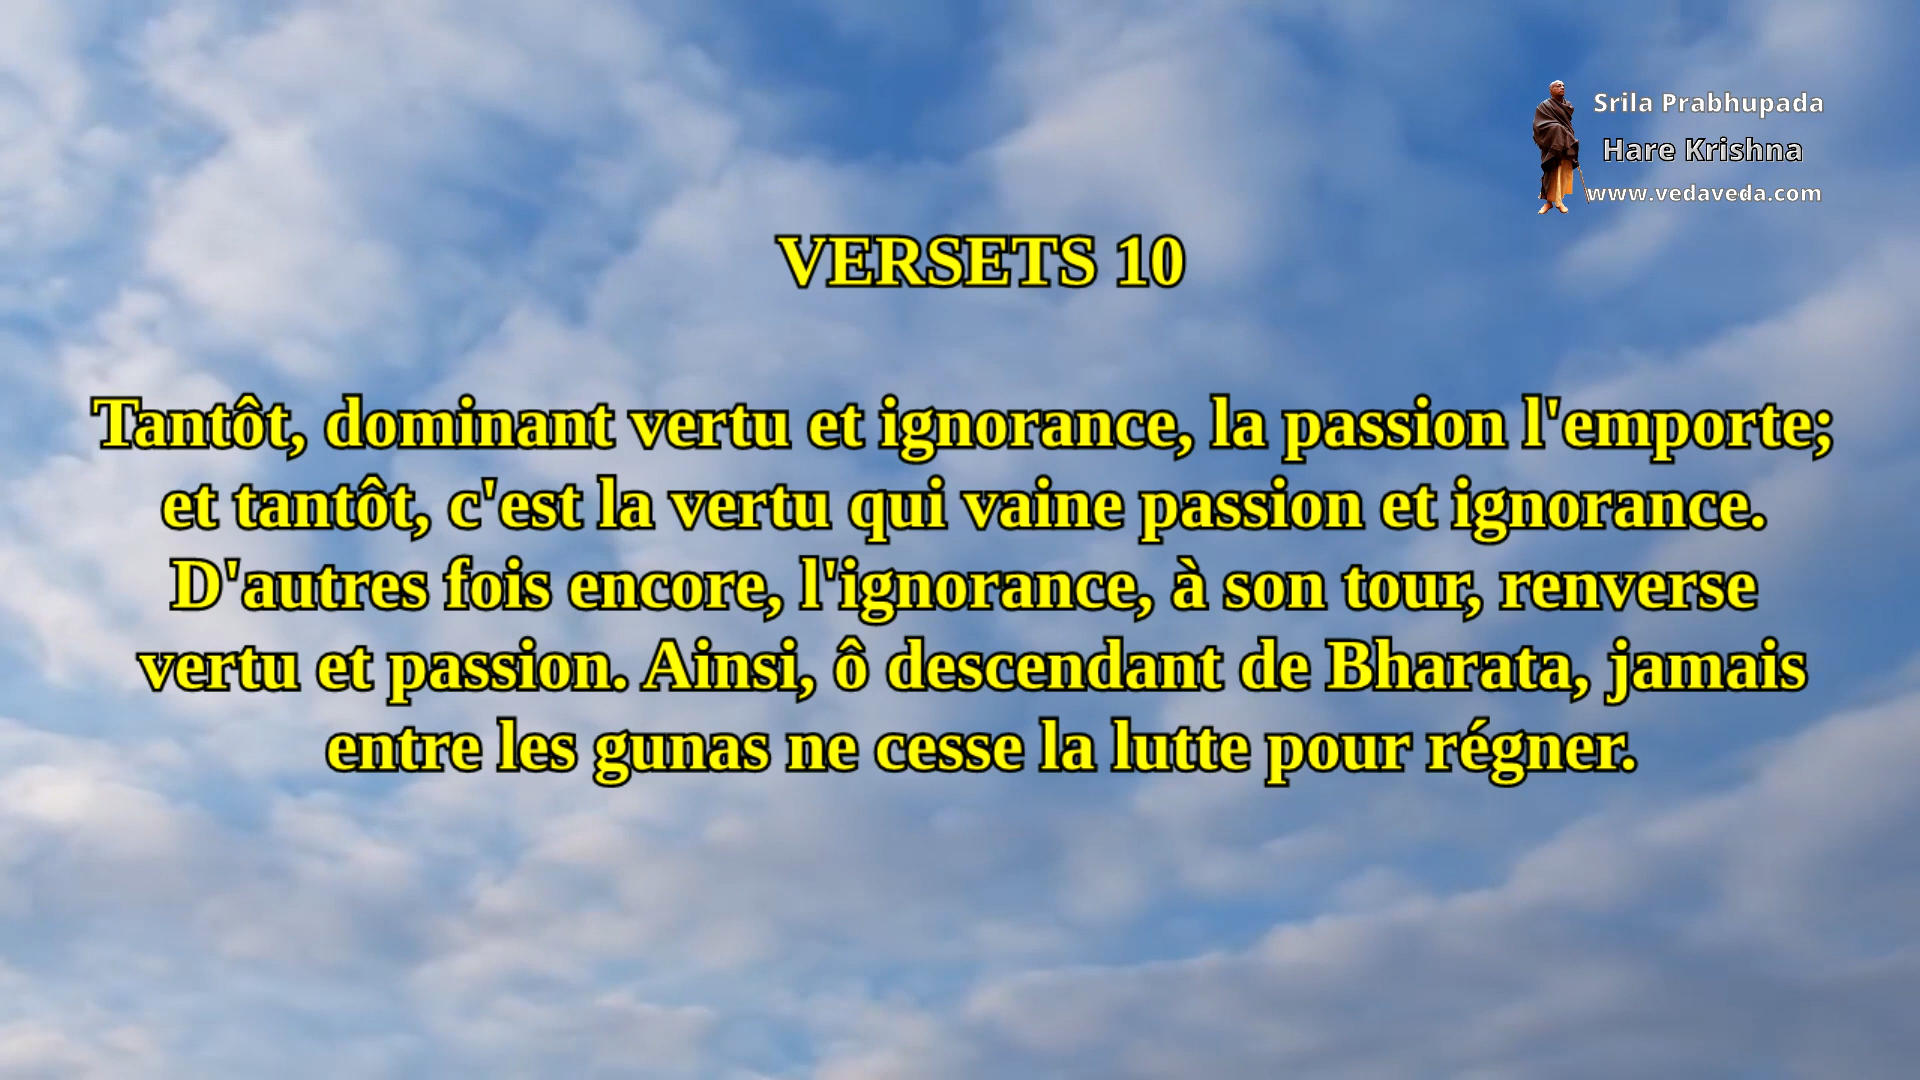 Srila Prabhupada
Hare Krishna
www.vedaveda.com
VERSETS 10
Tantôt, dominant vertu et ignorance, la passion l'emporte;
et tantôt, c'est la vertu qui vaine passion et ignorance.
D'autres fois encore, l'ignorance, à son tour, renverse
vertu et passion. Ainsi, ô descendant de Bharata, jamais
entre les gunas ne cesse la lutte pour régner.